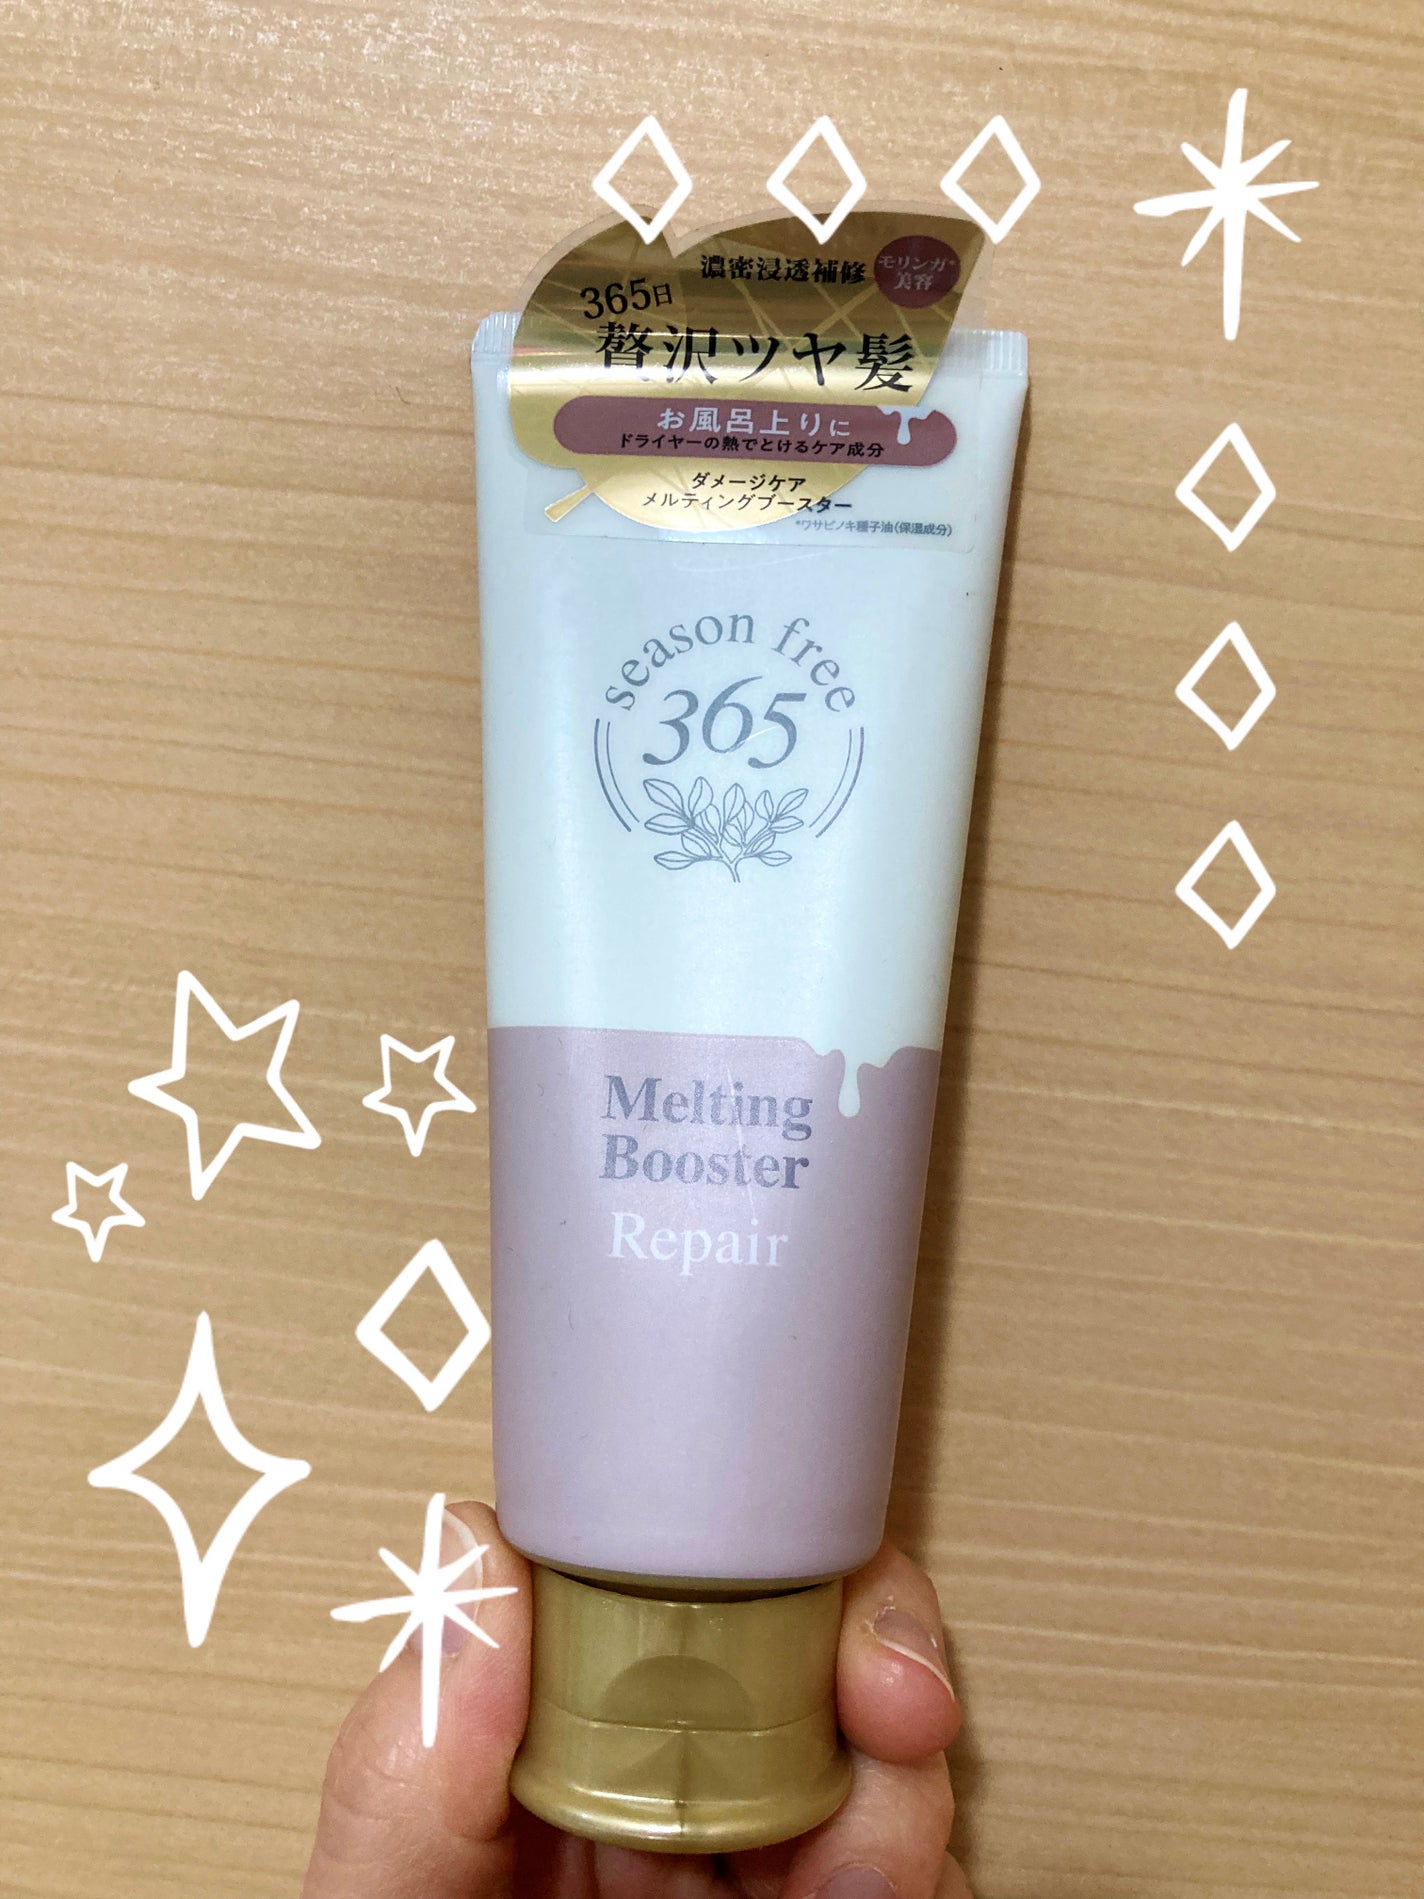 濃密浸透補修
モリンガ*
美容
365日
贅沢ツヤ髪
お風呂上りに
ドライヤーの熱でとけるケア成分
ダメージケア
メルティングブースター
*ワサビノキ種子油(保湿成分)
season free
365
Melting
Booster
Repair